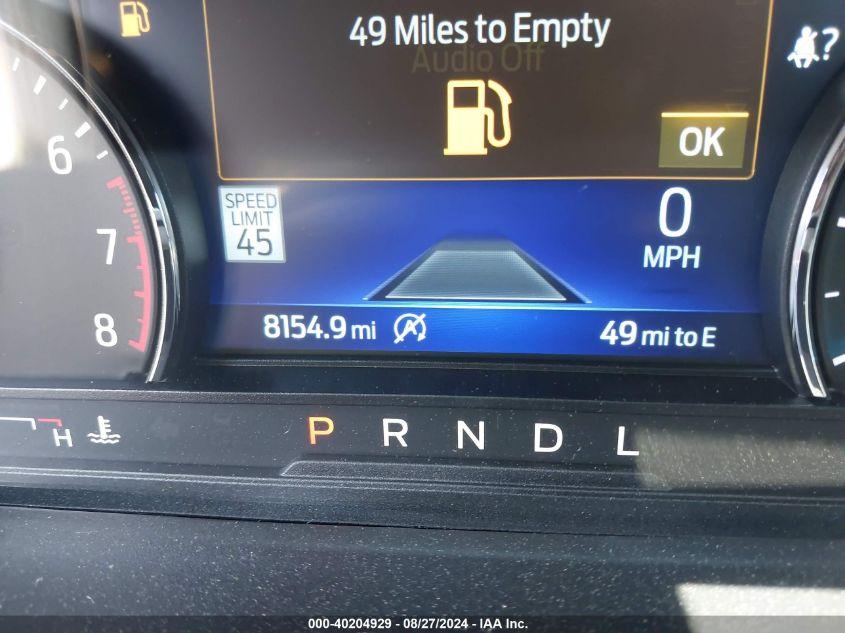 49 Miles to Empty
Audio Off
OK
SPEED
LIMIT
45
0
MPH
6
7
8
8154.9 mi
A
49 mi to E
H
P R N D L
000-40204929 - 08/27/2024 - IAA Inc.